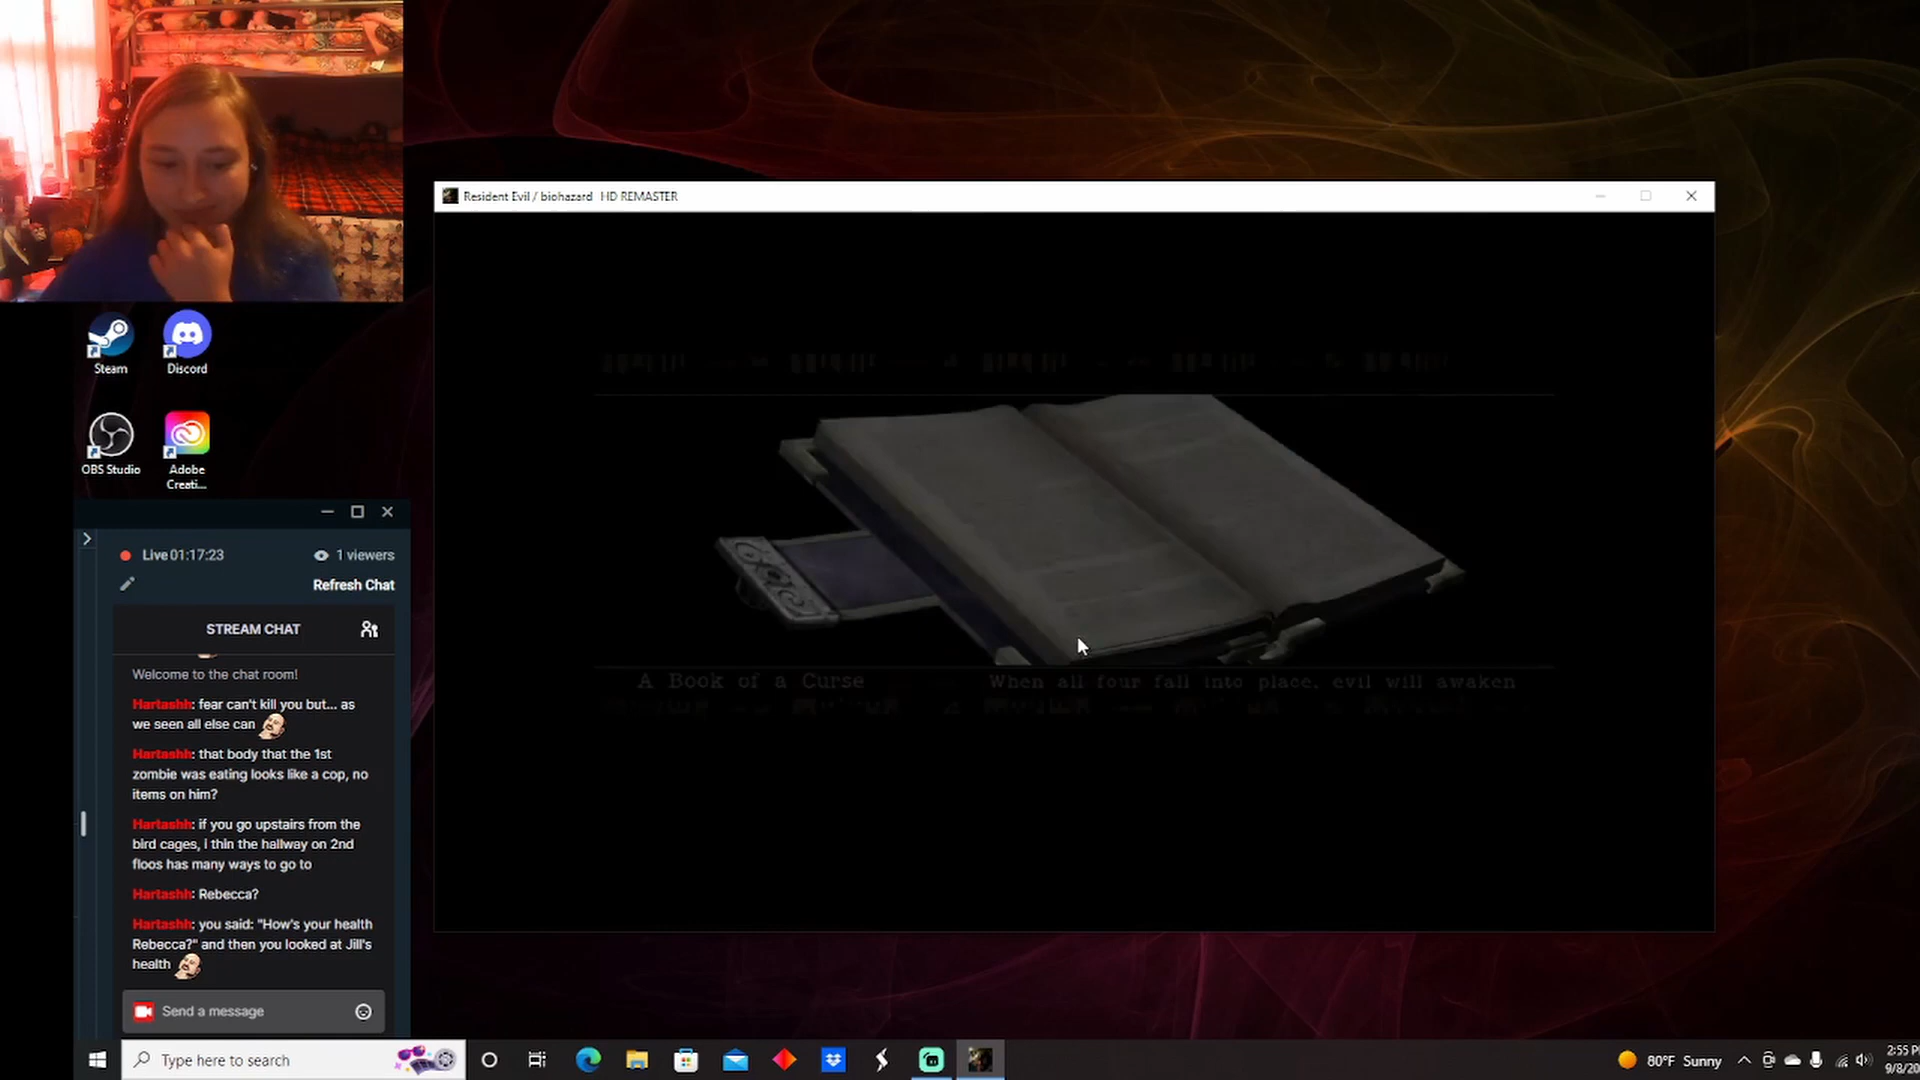 Resident Evil / biohazard HD REMASTER
Steam
Discord
OBS Studio
Adobe
Creati...
Live 01:17:23
1 viewers
Refresh Chat
STREAM CHAT
Welcome to the chat room!
Hartashh: fear can't kill you but... as
we seen all else can
Hartashh: that body that the 1st
zombie was eating looks like a cop, no
items on him?
Hartashh: if you go upstairs from the
bird cages, i thin the hallway on 2nd
floos has many ways to go to
Hartashh: Rebecca?
Hartashh: you said: "How's your health
Rebecca?" and then you looked at Jill's
health
Send a message
A Book of a Curse
When all four fall into place, evil will awaken
Type here to search
80°F Sunny
2:55 P
9/8/20